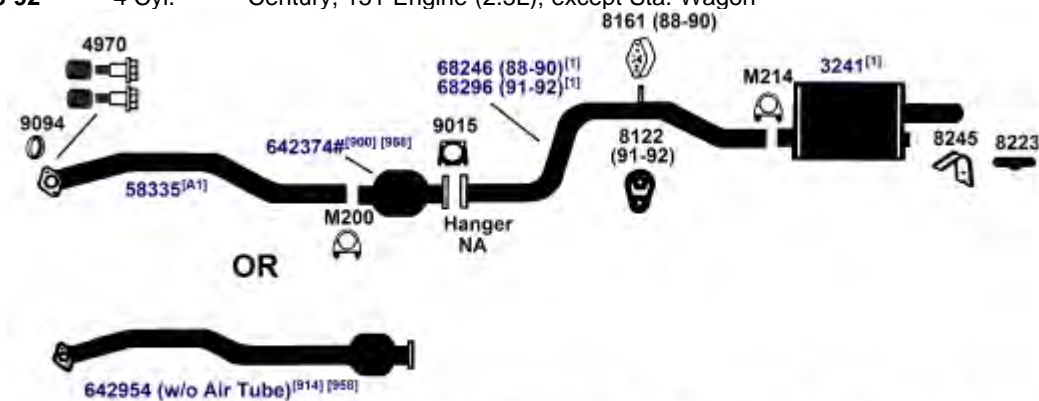 4 Cyl. Century, 151 Engine (2.5L), except Sta. Wagon
8161 (88-90)
4970
68246 (88-90)[1]
68296 (91-92)[1]
M214
3241[1]
9094
9015
642374#[900] [958]
8122
(91-92)
8245
8223
58335[A1]
M200
Hanger
NA
OR
642954 (w/o Air Tube)[914] [958]